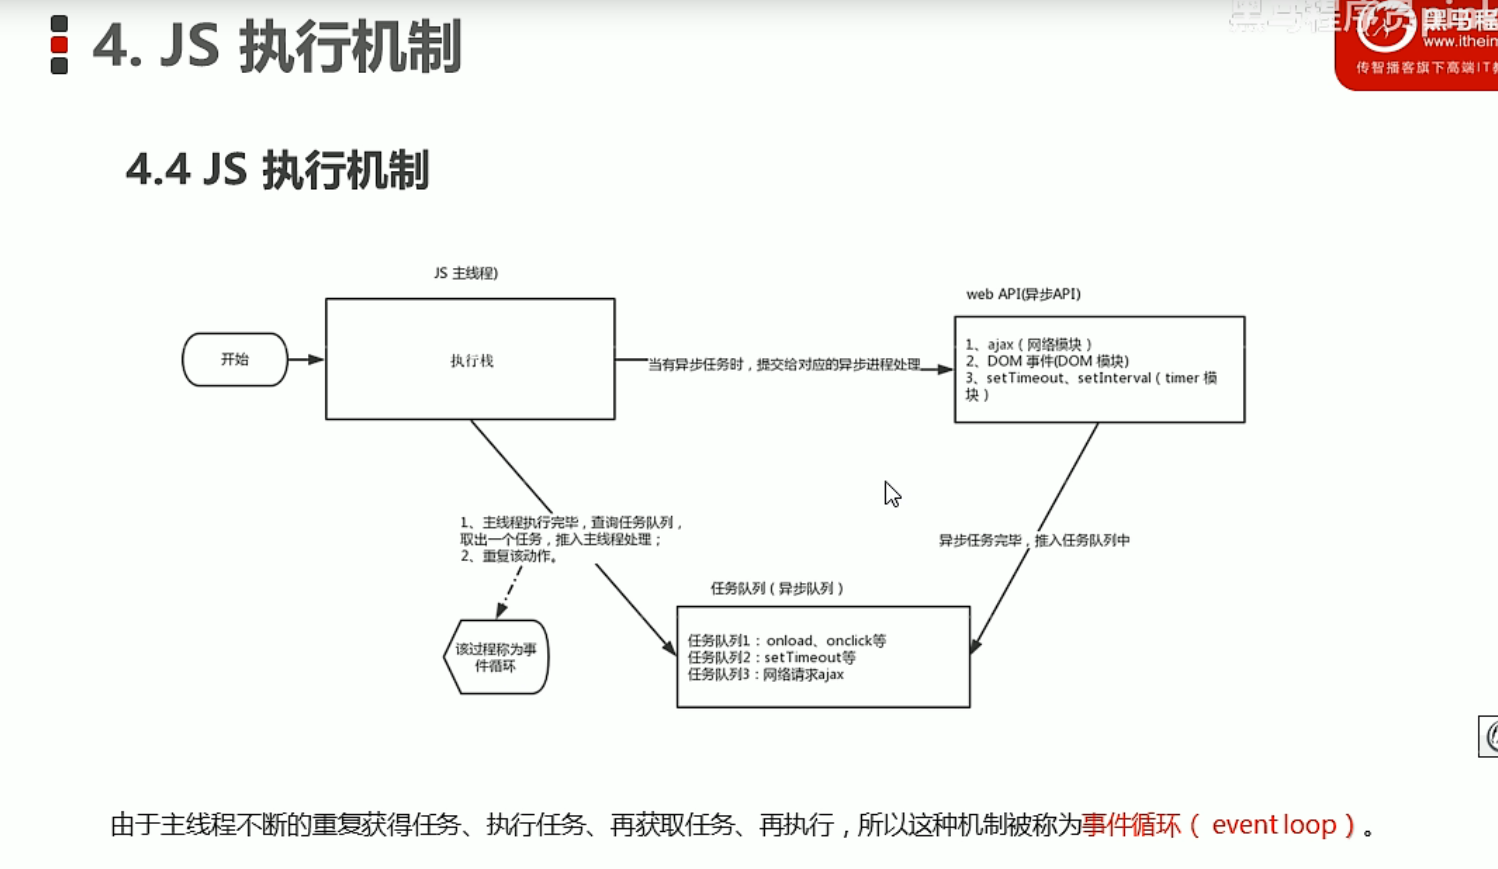 黑马程序员pink
黑马程
www.itheim
传智播客旗下高端IT教
4. JS 执行机制
4.4 JS 执行机制
JS 主线程)
web API(异步API)
开始
执行栈
当有异步任务时，提交给对应的异步进程处理
1、ajax（网络模块）
2、DOM 事件(DOM 模块)
3、setTimeout、setInterval（timer 模
块）
1、主线程执行完毕，查询任务队列，
取出一个任务，推入主线程处理；
2、重复该动作。
异步任务完毕，推入任务队列中
任务队列（异步队列）
该过程称为事
件循环
任务队列1：onload、onclick等
任务队列2：setTimeout等
任务队列3：网络请求ajax
由于主线程不断的重复获得任务、执行任务、再获取任务、再执行，所以这种机制被称为事件循环（ event loop）。